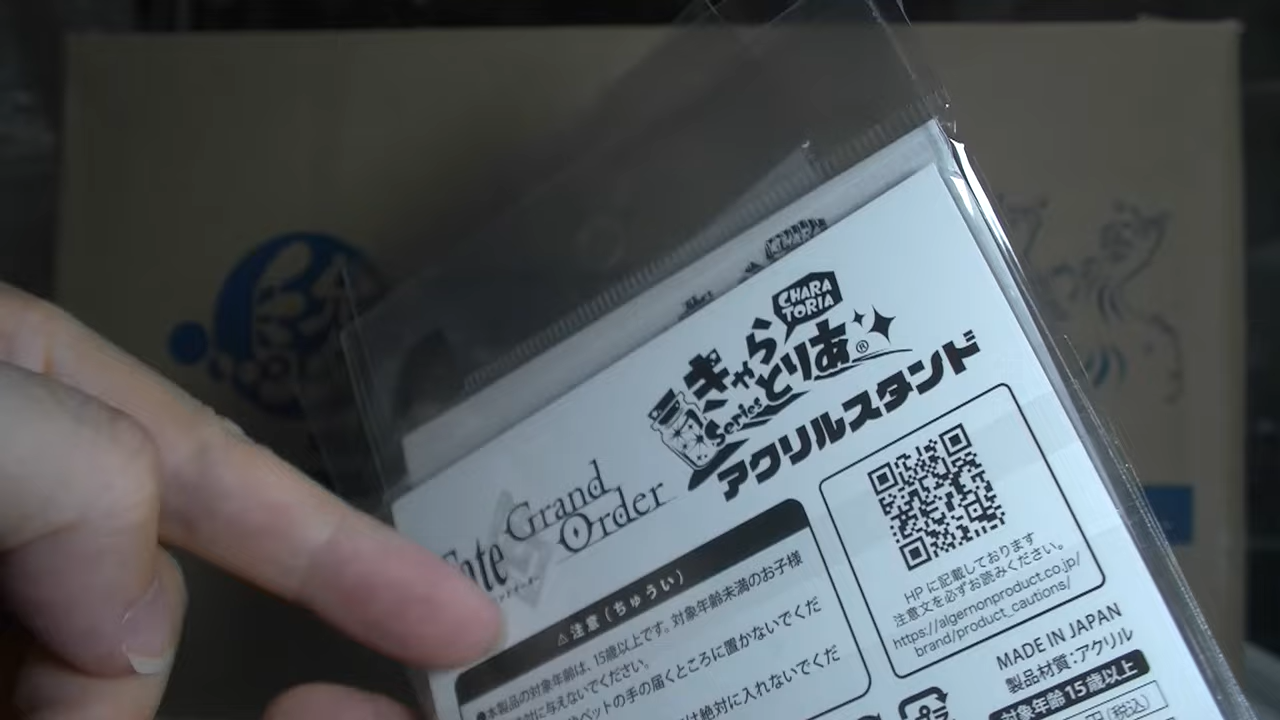 CHARA
TORIA
きゃらとりあ®
Series
アクリルスタンド
Fate
Grand
Order
⚠注意(ちゅうい)
●本製品の対象年齢は、15歳以上です。対象年齢未満のお子様
絶対に与えないでください。
ペットの手の届くところに置かないでくだ
は絶対に入れないでくだ
HPに記載しております
注意文を必ずお読みください。
https://algernonproduct.co.jp/
brand/product_cautions/
MADE IN JAPAN
製品材質:アクリル
対象年齢15歳以上
(税込)